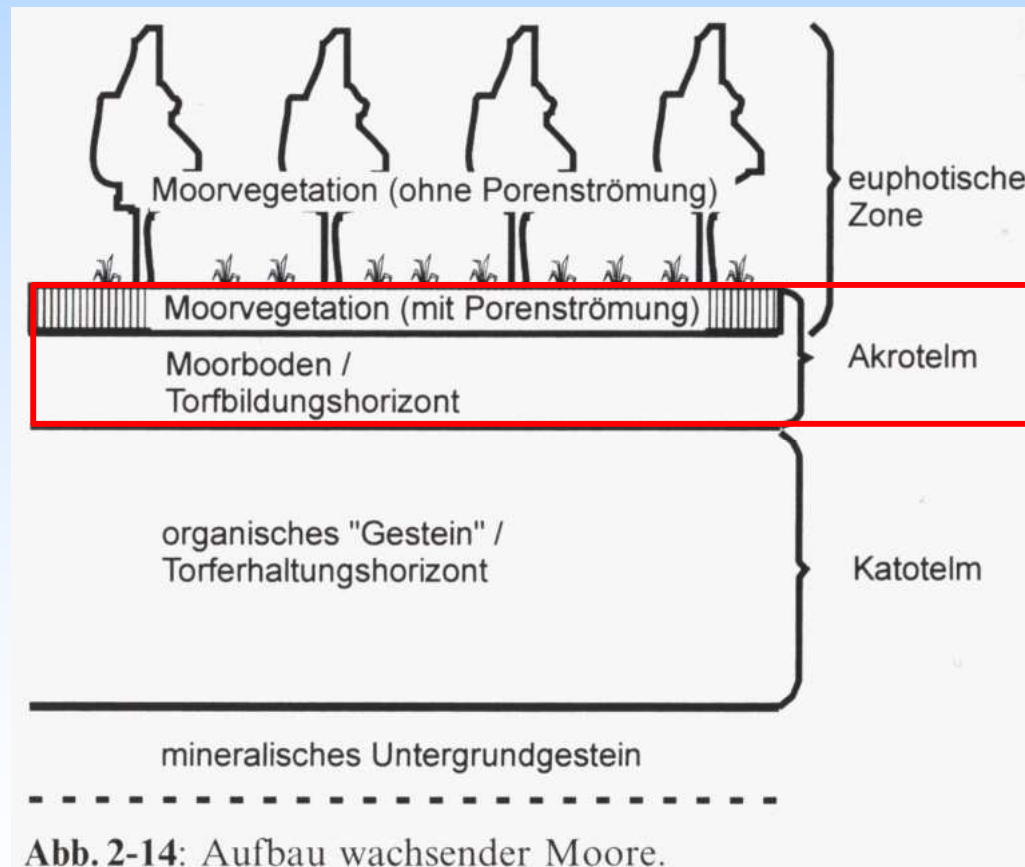 Moorvegetation (ohne Porenströmung)
euphotische
Zone
Moorvegetation (mit Porenströmung)
Moorboden /
Torfbildungshorizont
Akrotelm
organisches "Gestein" /
Torferhaltungshorizont
Katotelm
mineralisches Untergrundgestein
Abb. 2-14: Aufbau wachsender Moore.